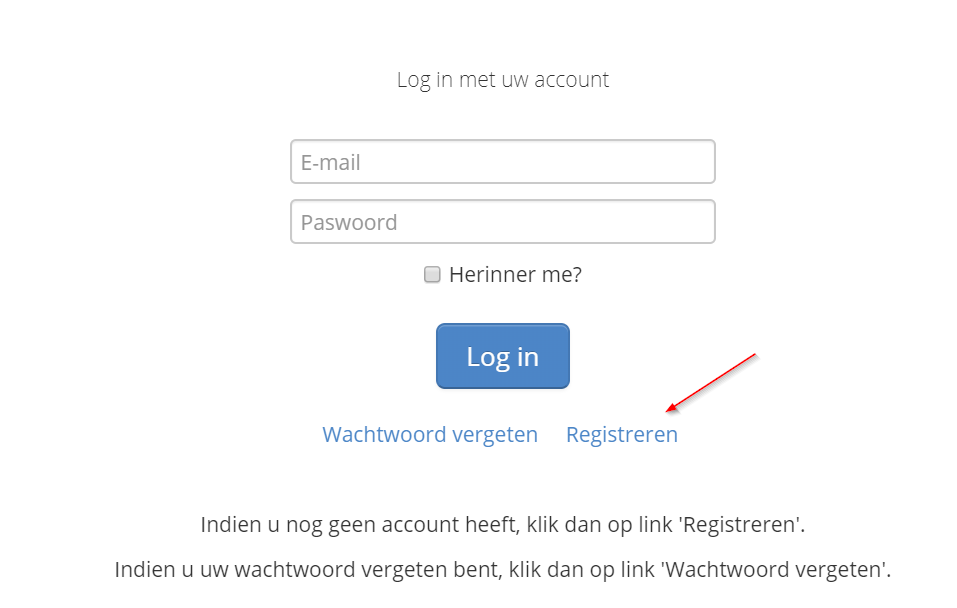 Log in met uw account
E-mail
Paswoord
Herinner me?
Log in
Wachtwoord vergeten Registreren
Indien u nog geen account heeft, klik dan op link 'Registreren'.
Indien u uw wachtwoord vergeten bent, klik dan op link 'Wachtwoord vergeten'.